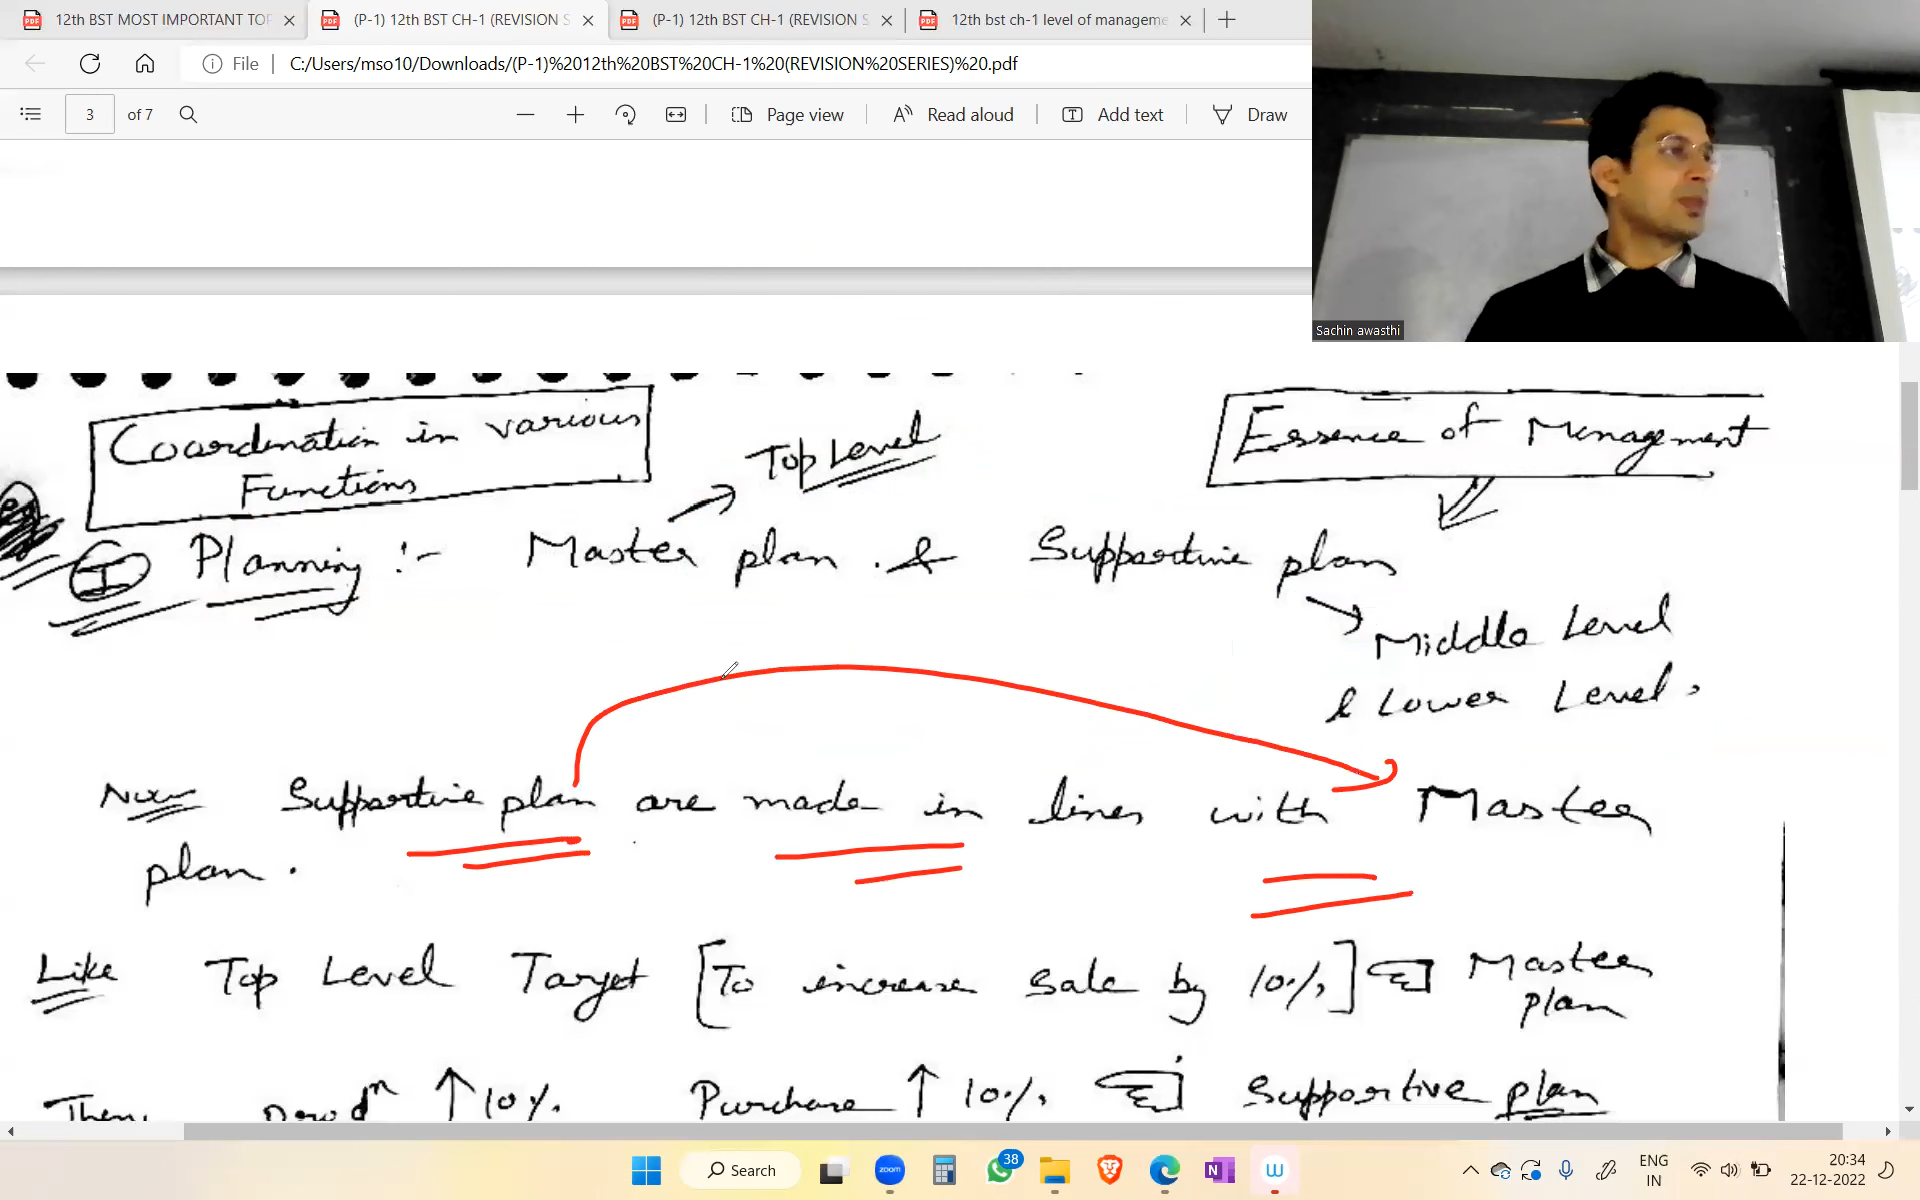 12th BST MOST IMPORTANT TOP
(P-1) 12th BST CH-1 (REVISION S
(P-1) 12th BST CH-1 (REVISION S
12th bst ch-1 level of manageme
File
C:/Users/mso10/Downloads/(P-1)%2012th%20BST%20CH-1%20(REVISION%20SERIES)%20.pdf
3 of 7
Page view
Read aloud
Add text
Draw
Sachin awasthi
Coordination in various
Functions
Top Level
Essence of Management
I Planning :- Master plan & Supportive plan
Middle Level
& Lower Level.
Now Supportive plan are made in lines with Master
plan.
Like Top Level Target [To increase sale by 10%] Master
plan
Then, Prodn ↑ 10% Purchase ↑ 10% Supportive plan
Search
zoom
38
N
W
ENG
IN
20:34
22-12-2022